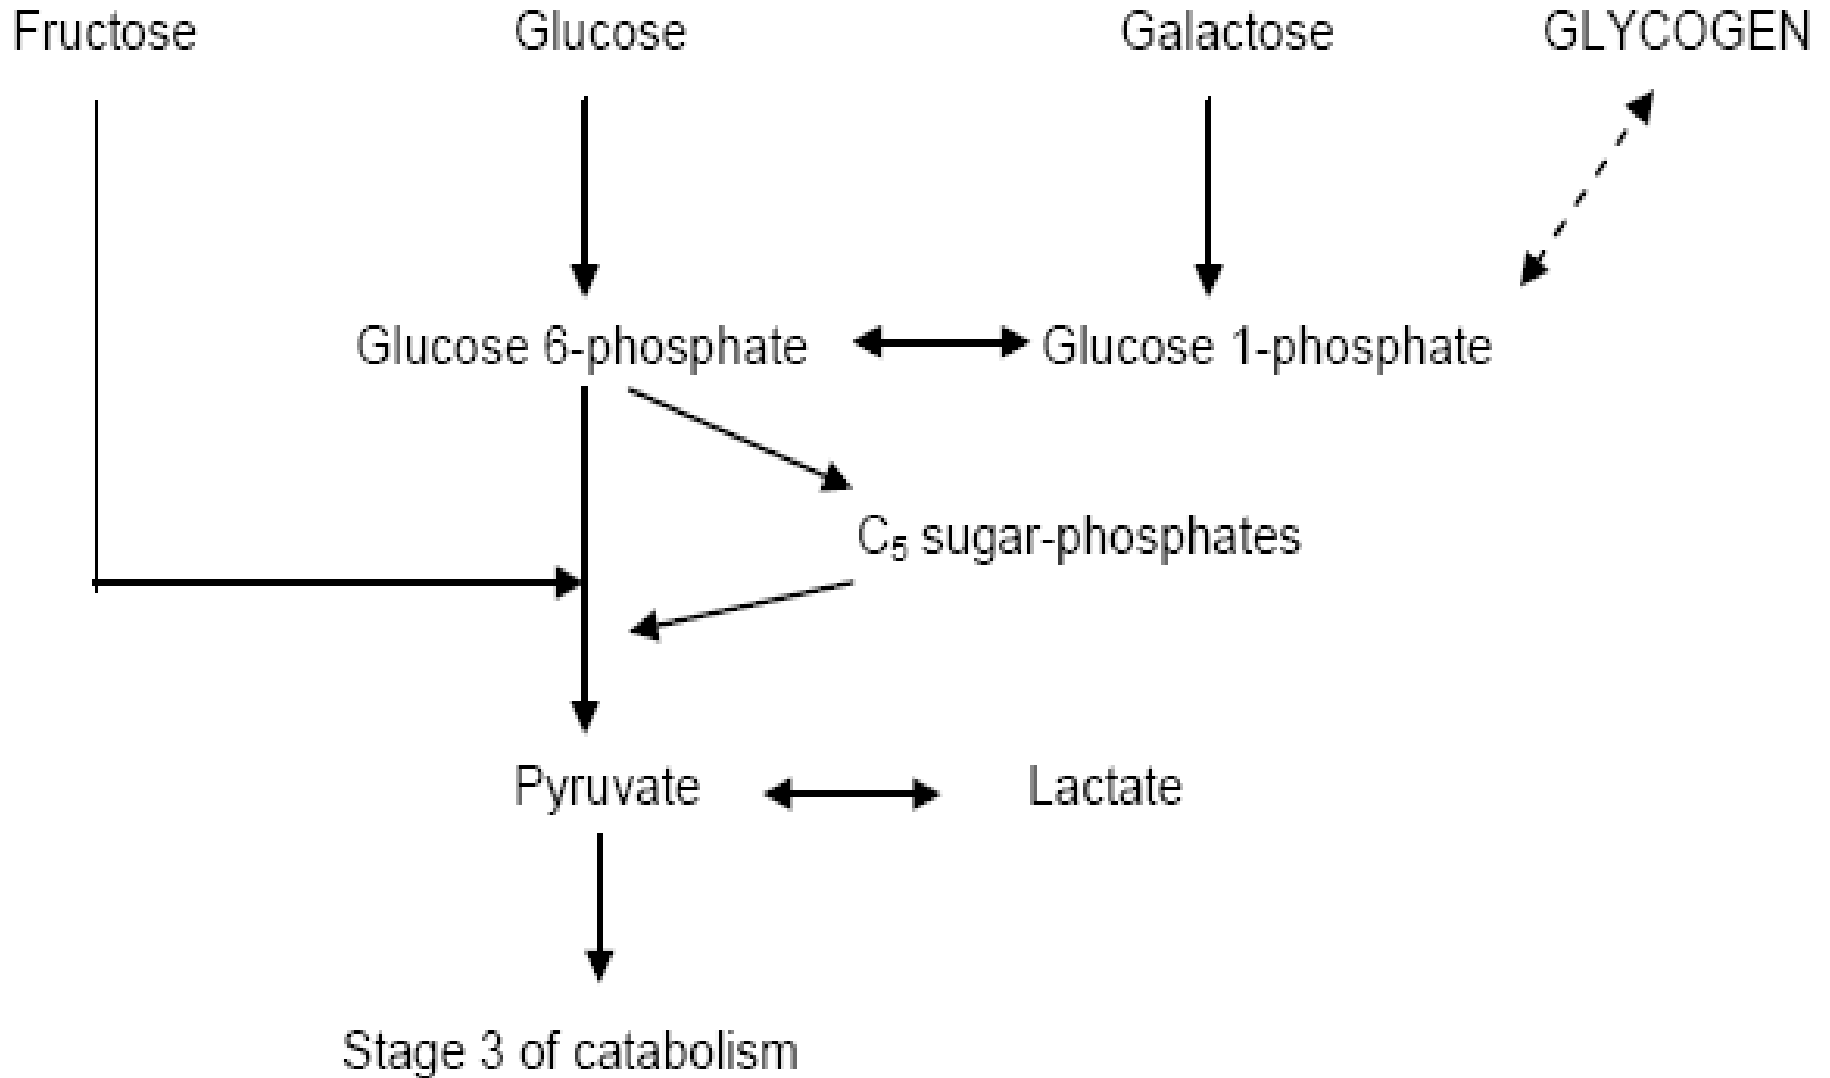 Fructose
Glucose
Galactose
GLYCOGEN
Glucose 6-phosphate
Glucose 1-phosphate
C₅ sugar-phosphates
Pyruvate
Lactate
Stage 3 of catabolism